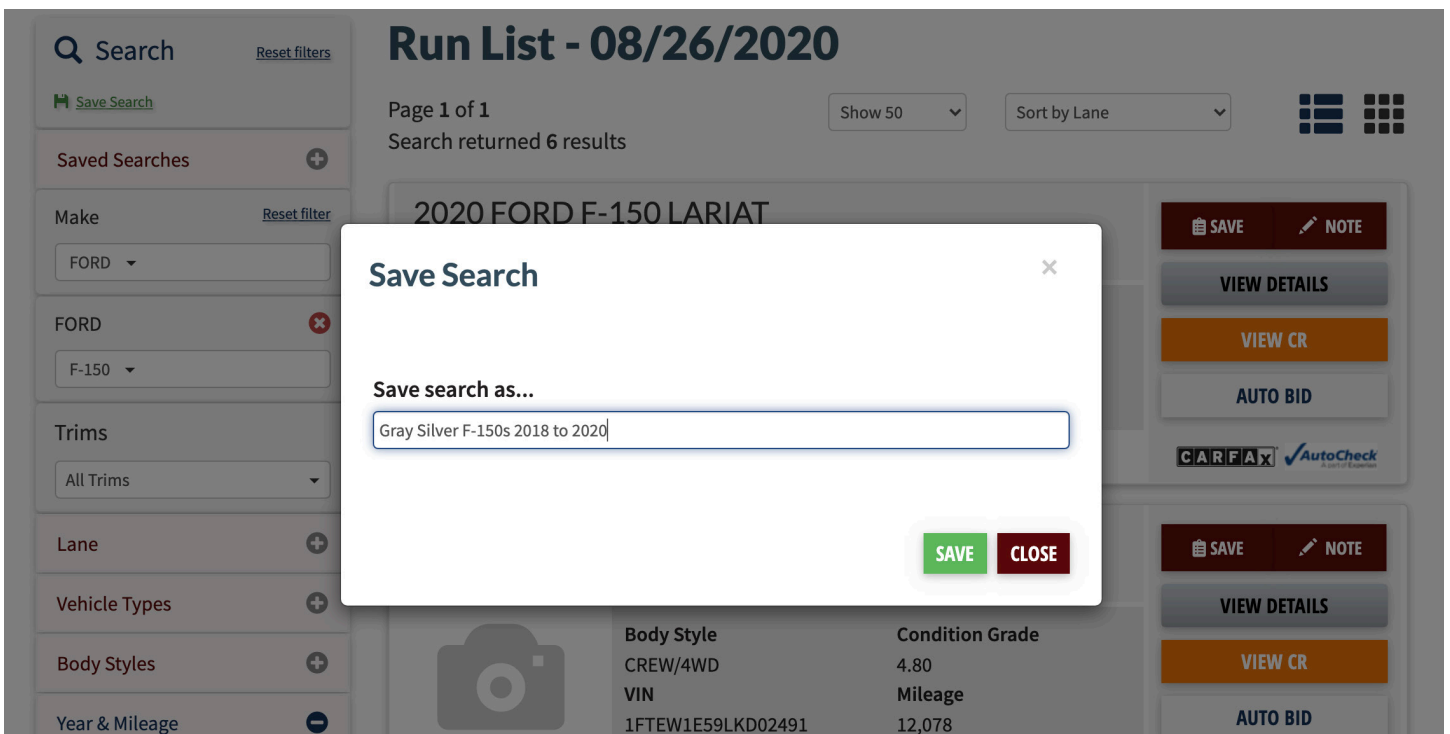 Search
Reset filters
Save Search
Saved Searches
Make
Reset filter
FORD
FORD
F-150
Trims
All Trims
Lane
Vehicle Types
Body Styles
Year & Mileage
Run List - 08/26/2020
Page 1 of 1
Show 50
Sort by Lane
Search returned 6 results
2020 FORD F-150 LARIAT
SAVE
NOTE
VIEW DETAILS
VIEW CR
AUTO BID
CARFAX
AutoCheck
Save Search
×
Save search as...
Gray Silver F-150s 2018 to 2020
SAVE
CLOSE
Body Style
Condition Grade
CREW/4WD
4.80
VIN
Mileage
1FTEW1E59LKD02491
12,078
SAVE
NOTE
VIEW DETAILS
VIEW CR
AUTO BID